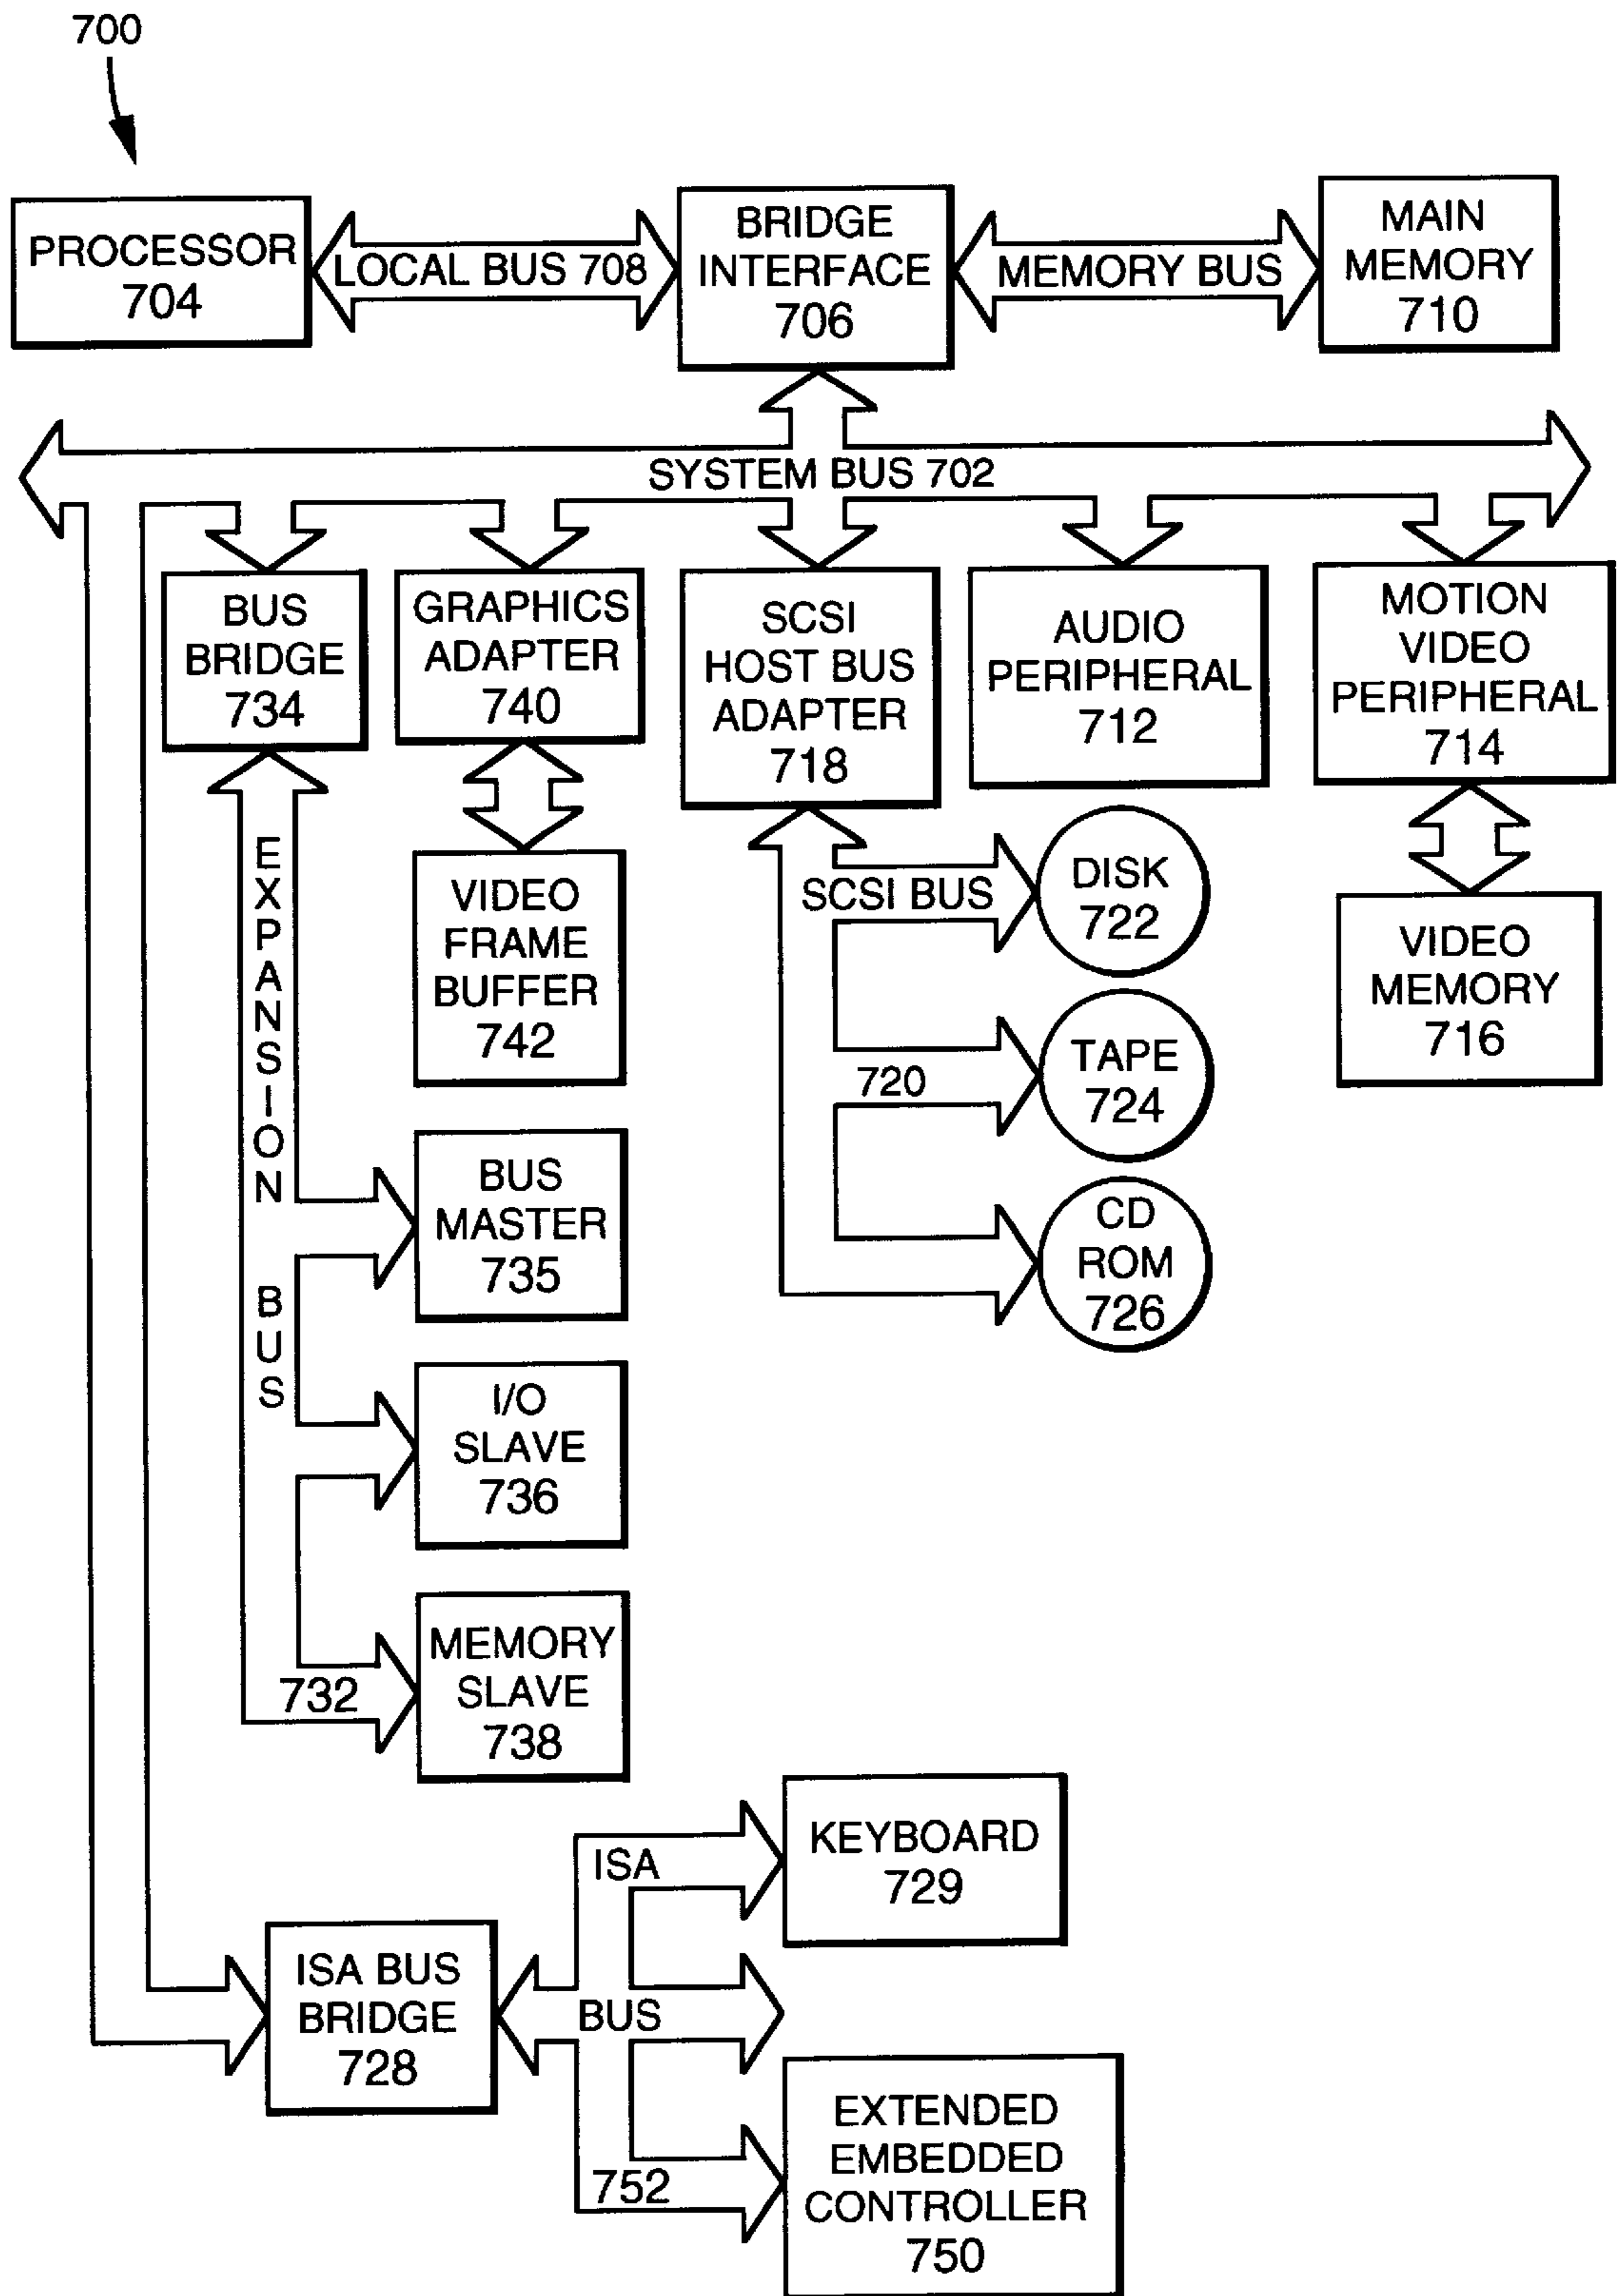 700
PROCESSOR
704
LOCAL BUS 708
BRIDGE
INTERFACE
706
MEMORY BUS
MAIN
MEMORY
710
SYSTEM BUS 702
BUS
BRIDGE
734
GRAPHICS
ADAPTER
740
SCSI
HOST BUS
ADAPTER
718
AUDIO
PERIPHERAL
712
MOTION
VIDEO
PERIPHERAL
714
EXPANSION BUS
732
VIDEO
FRAME
BUFFER
742
SCSI BUS
720
DISK
722
TAPE
724
CD
ROM
726
VIDEO
MEMORY
716
BUS
MASTER
735
I/O
SLAVE
736
MEMORY
SLAVE
738
ISA BUS
BRIDGE
728
ISA
BUS
752
KEYBOARD
729
EXTENDED
EMBEDDED
CONTROLLER
750